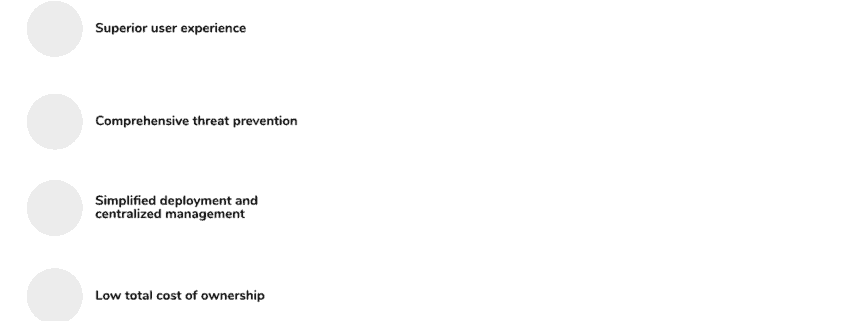 Superior user experience
Comprehensive threat prevention
Simplified deployment and
centralized management
Low total cost of ownership